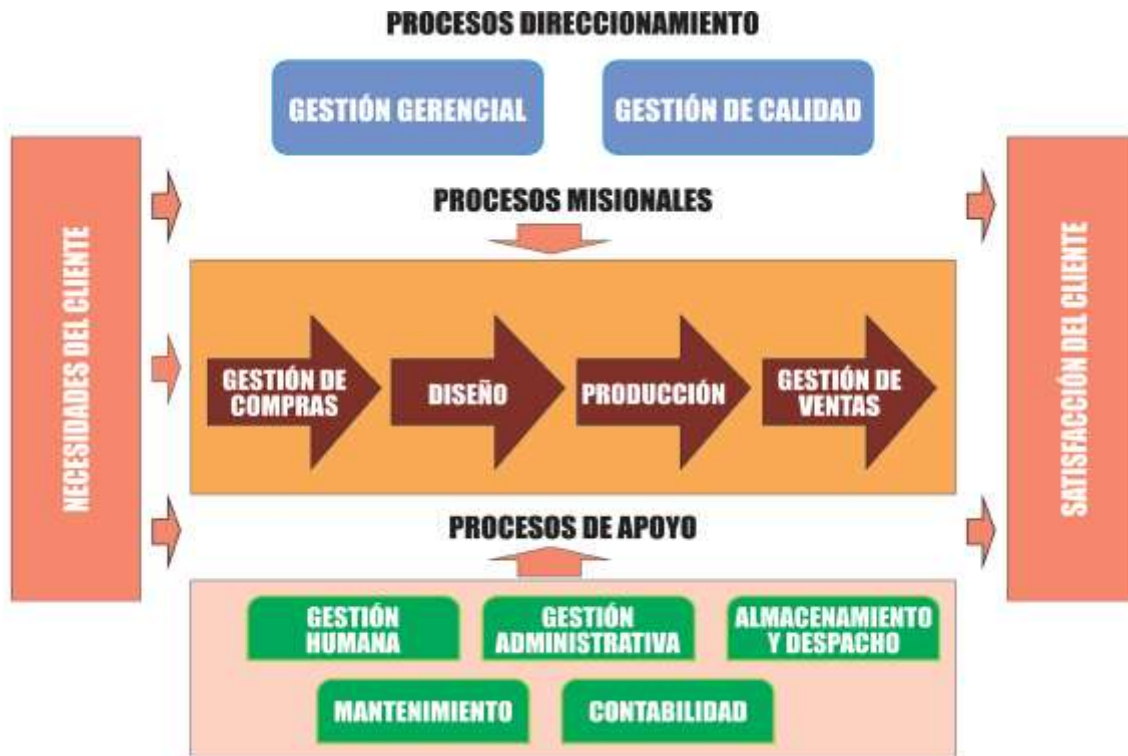 PROCESOS DIRECCIONAMIENTO
GESTIÓN GERENCIAL
GESTIÓN DE CALIDAD
NECESIDADES DEL CLIENTE
PROCESOS MISIONALES
GESTIÓN DE
COMPRAS
DISEÑO
PRODUCCIÓN
GESTIÓN DE
VENTAS
SATISFACCIÓN DEL CLIENTE
PROCESOS DE APOYO
GESTIÓN
HUMANA
GESTIÓN
ADMINISTRATIVA
ALMACENAMIENTO
Y DESPACHO
MANTENIMIENTO
CONTABILIDAD